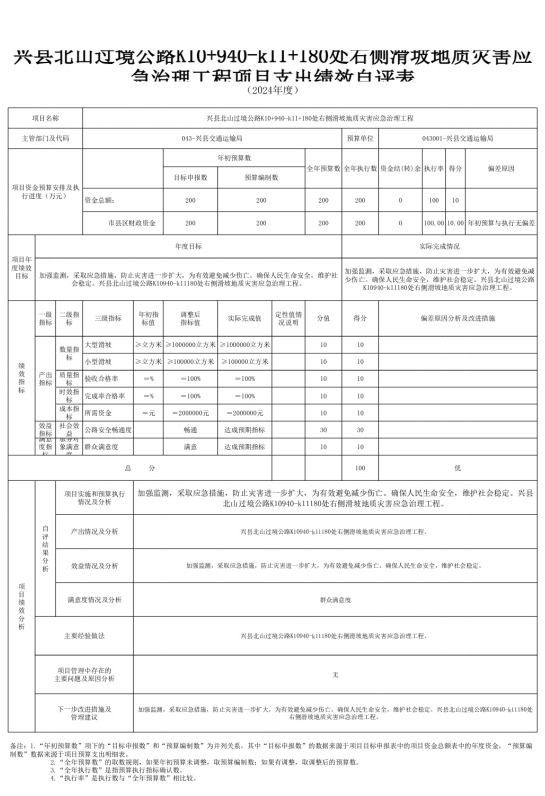 兴县北山过境公路K10+940-k11+180处右侧滑坡地质灾害应
急治理工程项目支出绩效自评表
（2024年度）
项目名称 兴县北山过境公路K10+940-k11+180处右侧滑坡地质灾害应急治理工程
主管部门及代码 043-兴县交通运输局 预算单位 043001-兴县交通运输局
项目资金预算安排及执
行进度（万元）
年初预算数 全年预算数 全年执行数 资金结(转)余 执行率 得分 偏差原因
目标申报数 预算编制数
资金总额： 200 200 200 200 0 100 10
市县区财政资金 200 200 200 200 0 100.00 10.00 年初预算与执行无偏差
项目年
度绩效
目标
年度目标 实际完成情况
加强监测，采取应急措施，防止灾害进一步扩大，为有效避免减少伤亡、确保人民生命安全，维护社
会稳定。兴县北山过境公路K10940-k11180处右侧滑坡地质灾害应急治理工程。
加强监测，采取应急措施，防止灾害进一步扩大，为有效避免减
少伤亡、确保人民生命安全，维护社会稳定。兴县北山过境公路
K10940-k11180处右侧滑坡地质灾害应急治理工程。
绩
效
指
标
一级
指标
二级指
标
三级指标
年初指
标值
调整后
指标值
实际完成值
定性值情
况说明
分值 得分 偏差原因分析及改进措施
产出
指标
数量指
标
大型滑坡 ≥立方米 ≥1000000立方米 ≥1000000立方米 10 10
小型滑坡 ≥立方米 ≥100000立方米 ≥100000立方米 10 10
质量指
标
验收合格率 =% =100% =100% 10 10
时效指
标
完成率合格率 =% =100% =100% 10 10
成本指
标
所需资金 =元 =2000000元 =2000000元 10 10
效益
指标
社会效
益
公路安全畅通度 畅通 达成预期指标 30 30
满意
度指
标
服务对
象满意
度
群众满意度 满意 达成预期指标 10 10
总 分 100 优
项
目
绩
效
分
析
自
评
结
果
分
析
项目实施和预算执行
情况及分析
加强监测，采取应急措施，防止灾害进一步扩大，为有效避免减少伤亡、确保人民生命安全，维护社会稳定。兴县
北山过境公路K10940-k11180处右侧滑坡地质灾害应急治理工程。
产出情况及分析 兴县北山过境公路K10940-k11180处右侧滑坡地质灾害应急治理工程。
效益情况及分析 加强监测，采取应急措施，防止灾害进一步扩大，为有效避免减少伤亡、确保人民生命安全，维护社会稳定。
满意度情况及分析 群众满意度
主要经验做法 兴县北山过境公路K10940-k11180处右侧滑坡地质灾害应急治理工程。
项目管理中存在的
主要问题及原因分析
无
下一步改进措施及
管理建议
加强监测，采取应急措施，防止灾害进一步扩大，为有效避免减少伤亡、确保人民生命安全，维护社会稳定。兴县北山过境公路K10940-k11180处
右侧滑坡地质灾害应急治理工程。
备注：1.“年初预算数”项下的“目标申报数”和“预算编制数”为并列关系，其中“目标申报数”的数据来源于项目目标申报表中的项目资金总额表中的年度资金，“预算编
制数”数据来源于项目预算支出明细表。
2.“全年预算数”的取数规则，如果年初预算未调整，取预算编制数；如果有调整，取调整后的预算数。
3.“全年执行数”是指预算执行指标确认数。
4.“执行率”是执行数与“全年预算数”相比较。